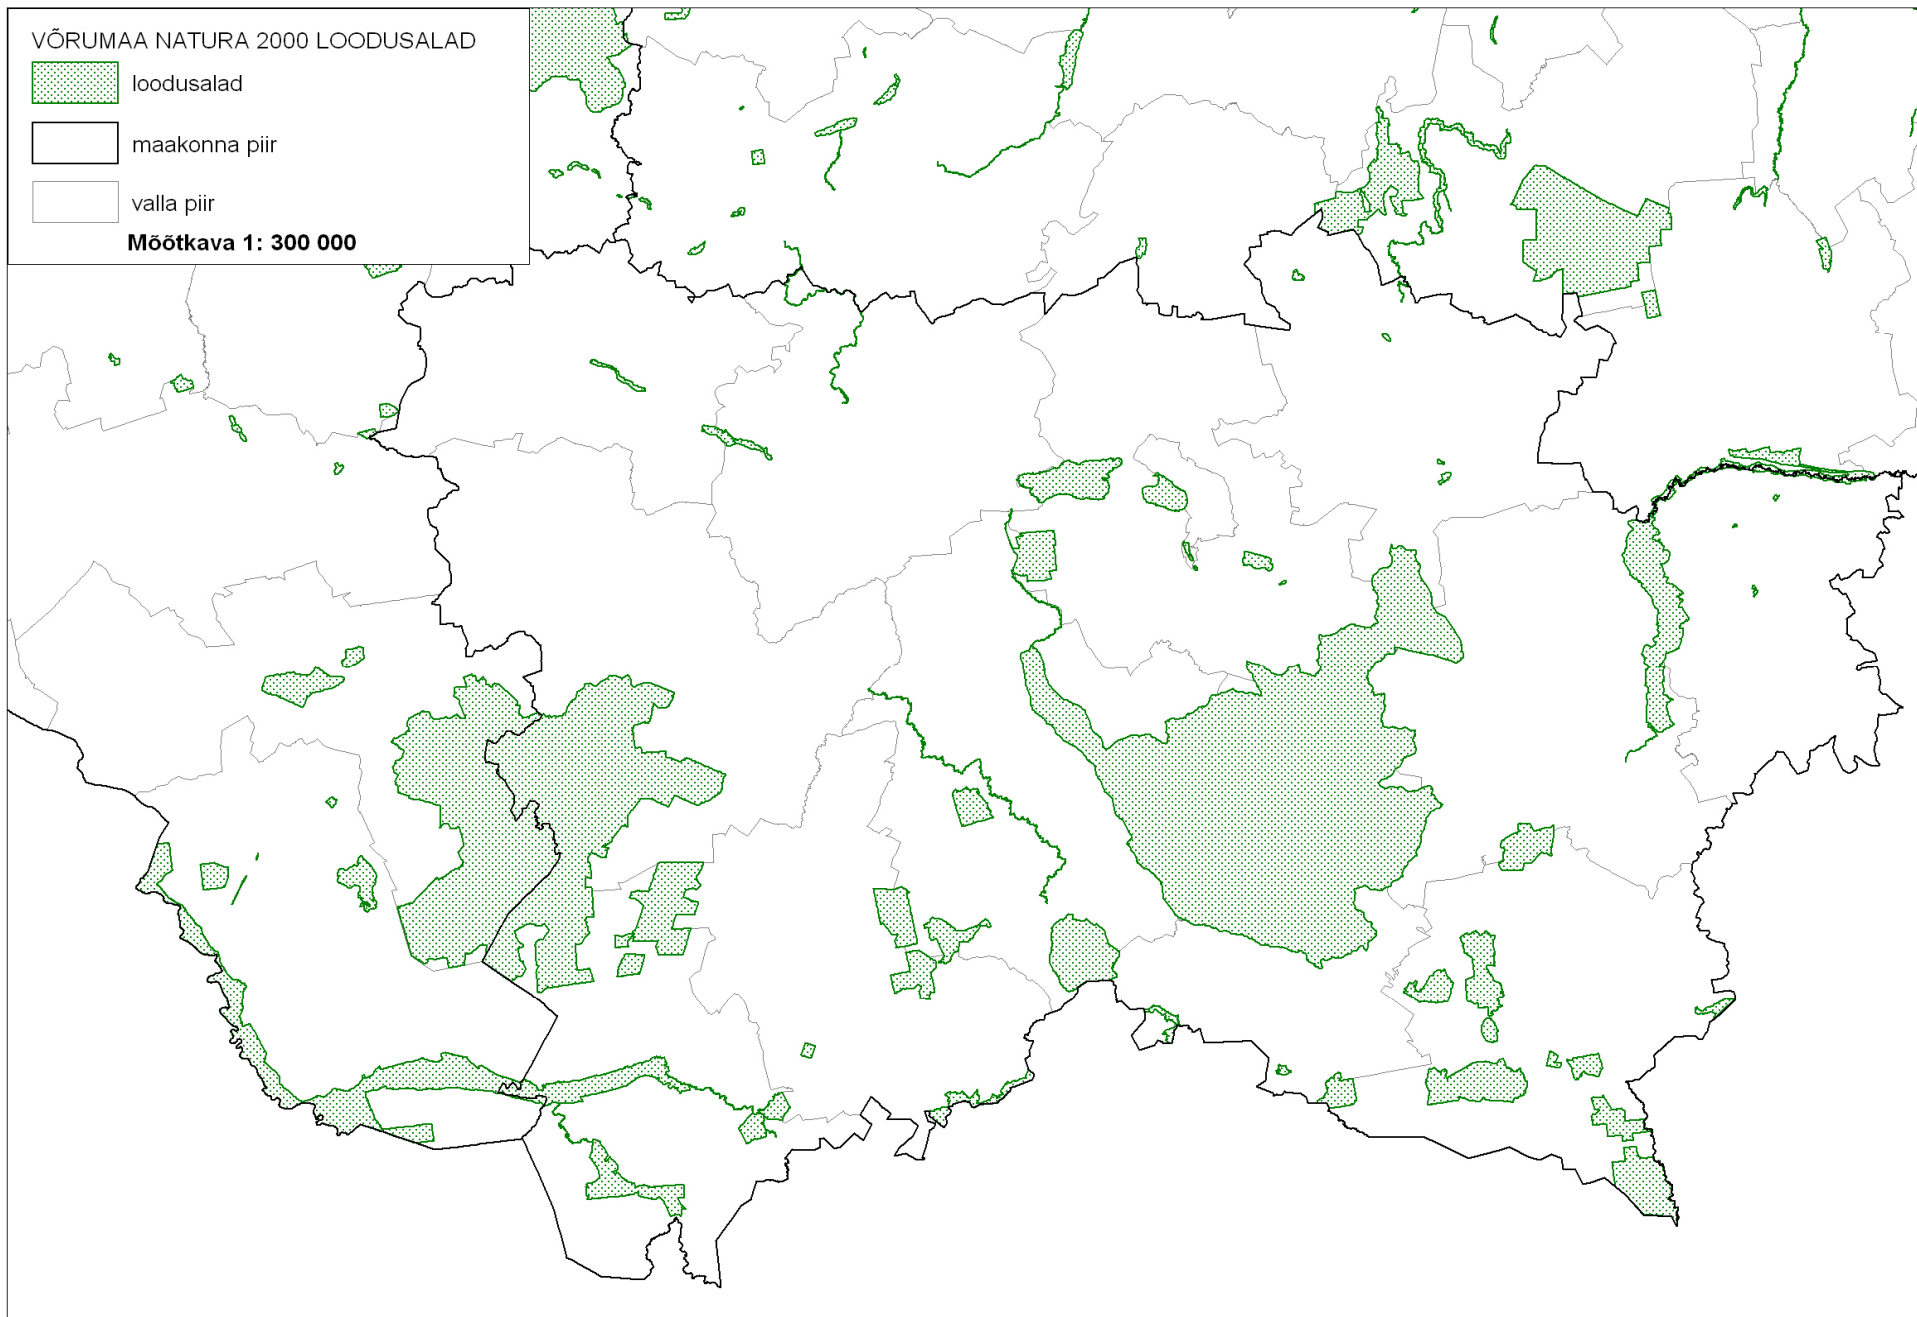 VÕRUMAA NATURA 2000 LOODUSALAD
loodusalad
maakonna piir
valla piir
Mõõtkava 1: 300 000